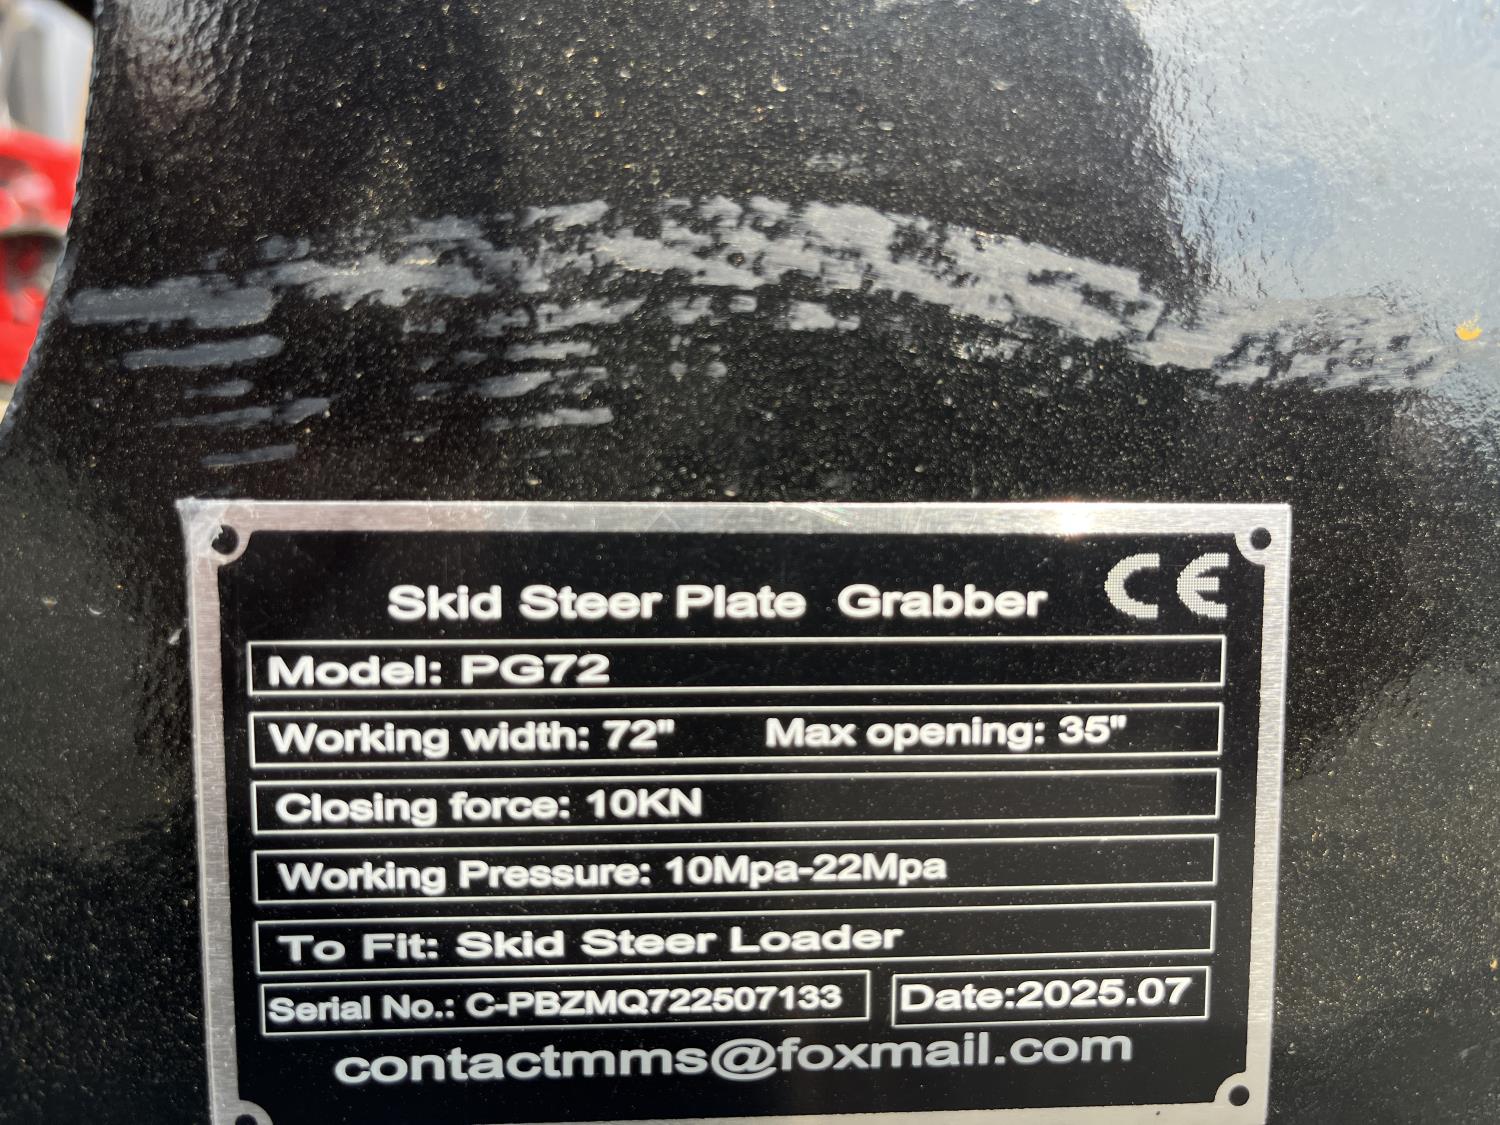 Skid Steer Plate Grabber CE
Model: PG72
Working width: 72" Max opening: 35"
Closing force: 10KN
Working Pressure: 10Mpa-22Mpa
To Fit: Skid Steer Loader
Serial No.: C-PBZMQ722507133 Date:2025.07
contactmms@foxmail.com